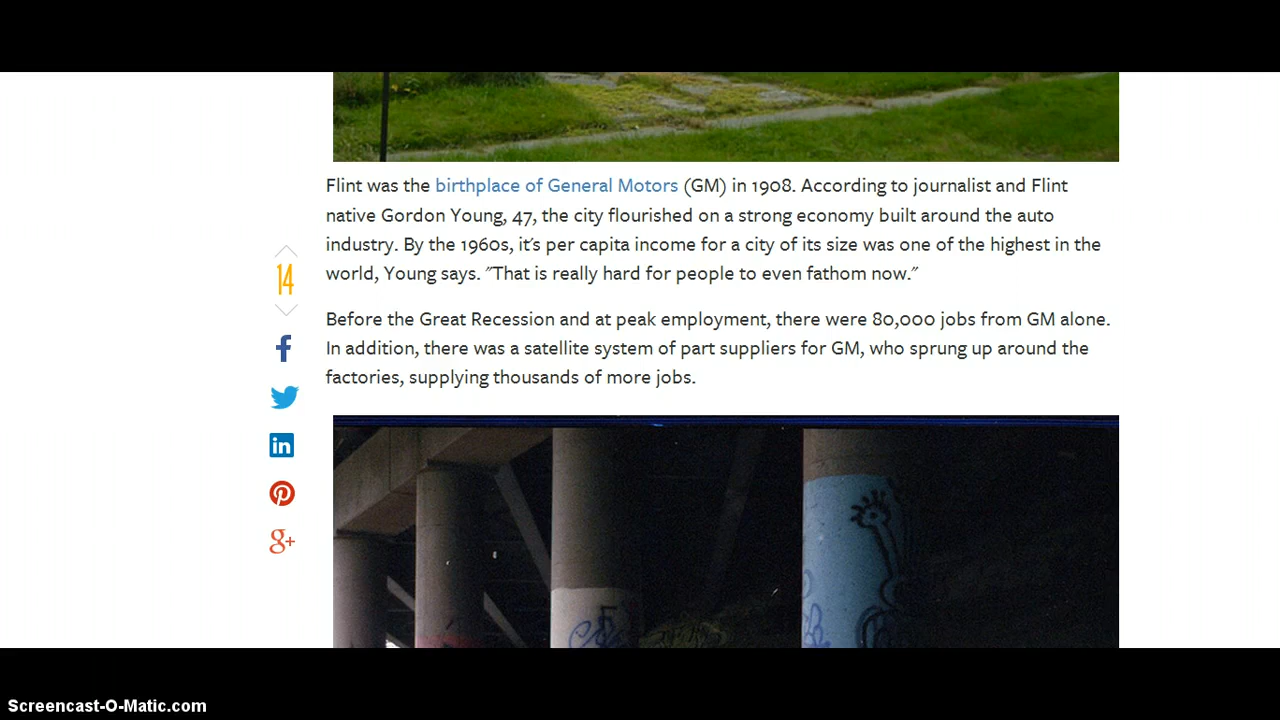 Flint was the birthplace of General Motors (GM) in 1908. According to journalist and Flint
native Gordon Young, 47, the city flourished on a strong economy built around the auto
industry. By the 1960s, it's per capita income for a city of its size was one of the highest in the
world, Young says. "That is really hard for people to even fathom now."
14
Before the Great Recession and at peak employment, there were 80,000 jobs from GM alone.
In addition, there was a satellite system of part suppliers for GM, who sprung up around the
factories, supplying thousands of more jobs.
f
in
g+
Screencast-O-Matic.com